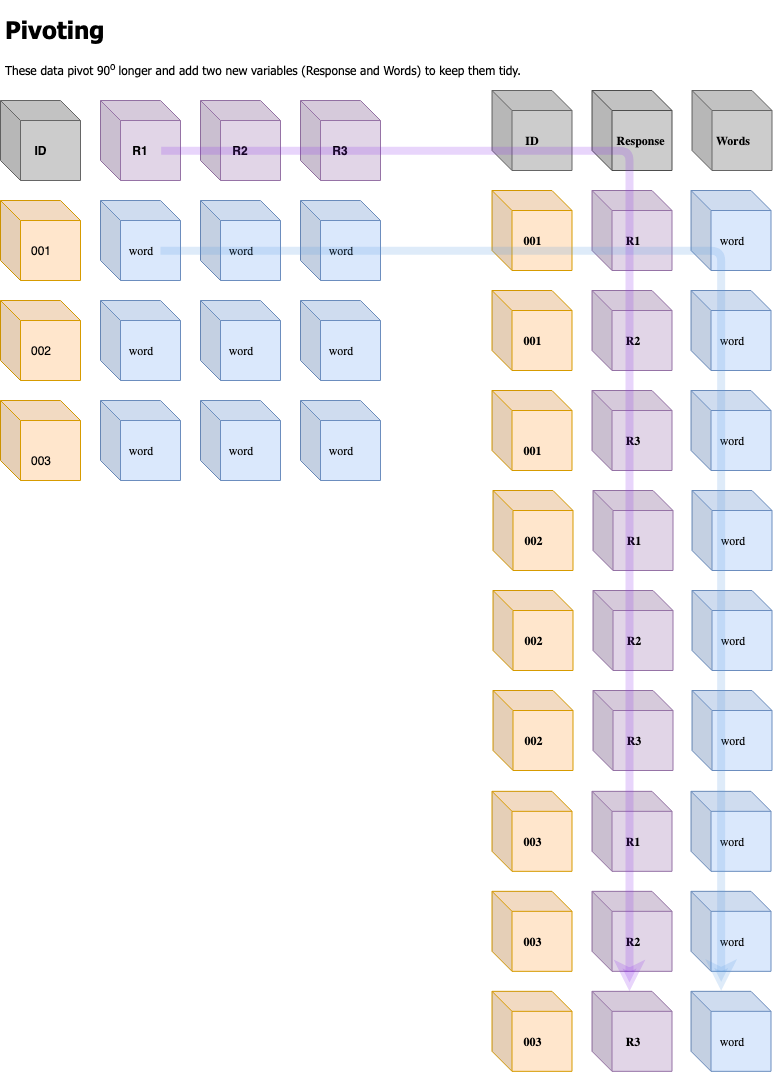 Pivoting
These data pivot 90º longer and add two new variables (Response and Words) to keep them tidy.
ID R1 R2 R3
001 word word word
002 word word word
003 word word word
ID Response Words
001 R1 word
001 R2 word
001 R3 word
002 R1 word
002 R2 word
002 R3 word
003 R1 word
003 R2 word
003 R3 word